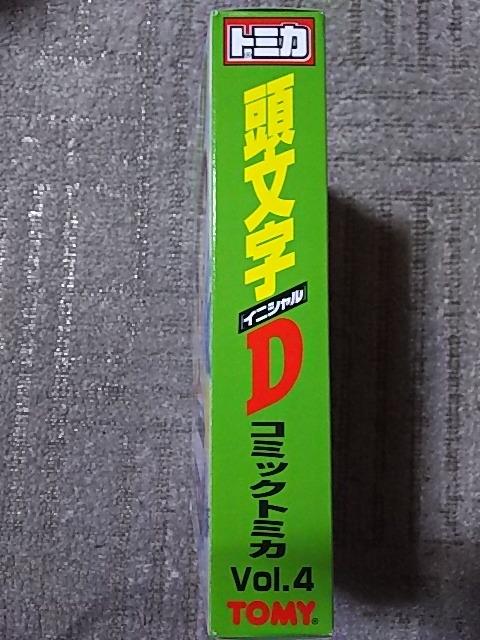 トミカ
頭文字
イニシャル
D
コミックトミカ
Vol.4
TOMY®